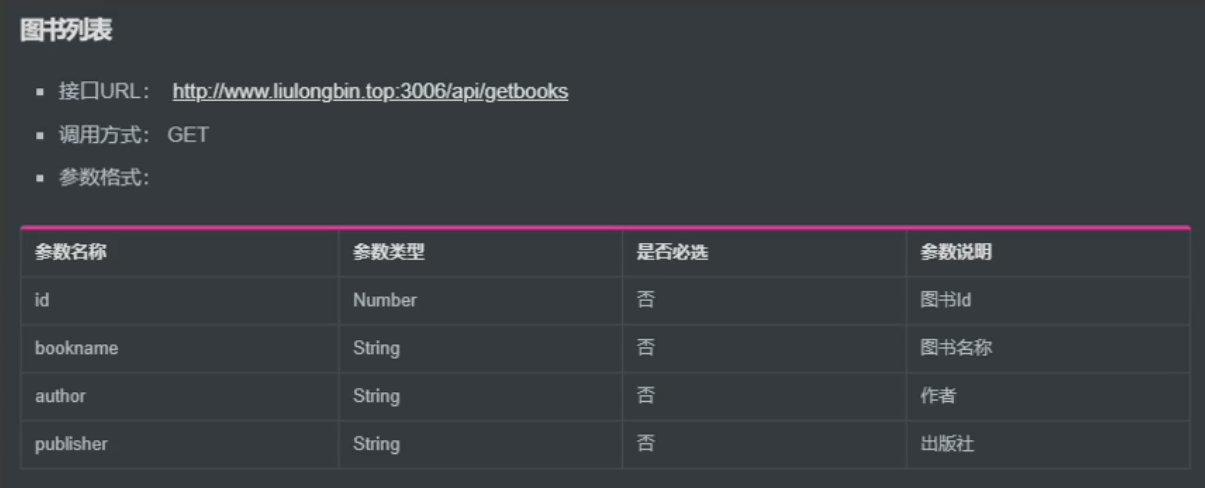 图书列表
接口URL： http://www.liulongbin.top:3006/api/getbooks
调用方式： GET
参数格式：
参数名称 参数类型 是否必选 参数说明
id Number 否 图书Id
bookname String 否 图书名称
author String 否 作者
publisher String 否 出版社